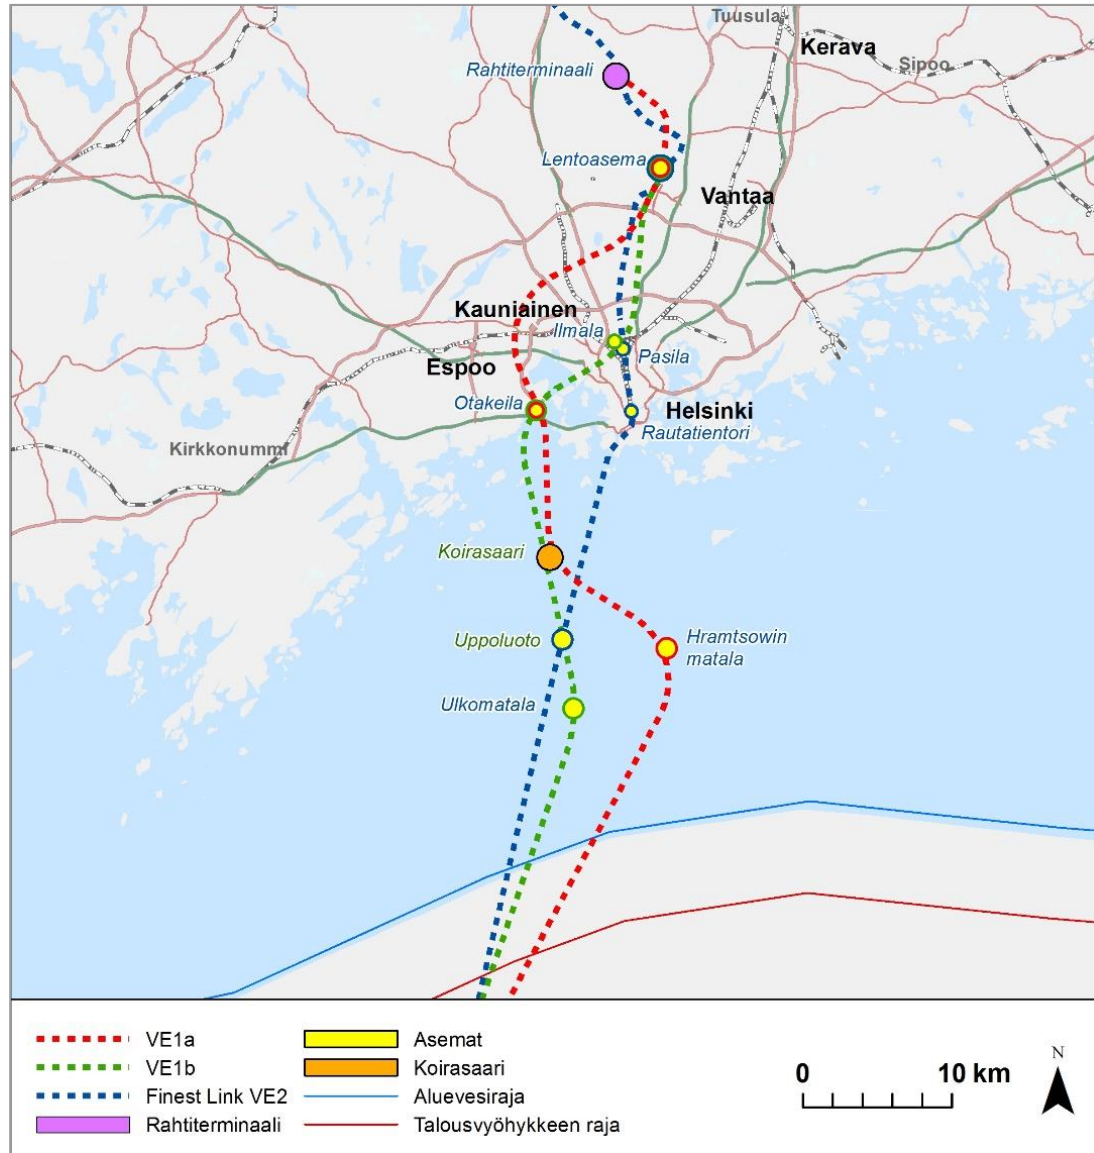 Tuusula
Kerava
Rahtiterminaali
Sipoo
Lentoasema
Vantaa
Kauniainen
Ilmala
Pasila
Espoo
Otakeila
Helsinki
Rautatientori
Kirkkonummi
Koirasaari
Uppoluoto
Hramtsowin
matala
Ulkomatala
VE1a
VE1b
Finest Link VE2
Rahtiterminaali
Asemat
Koirasaari
Aluevesiraja
Talousvyöhykkeen raja
0 10 km
N